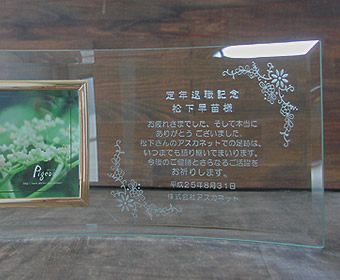 定年退職記念
松下早苗様
お疲れさまでした、そして本当に
ありがとう ございました。
松下さんのアスカネットでの足跡は、
いつまでも語り継いでまいります。
今後のご健勝とさらなるご活躍を
お祈りします。
平成25年8月31日
株式会社アスカネット
Pigeon